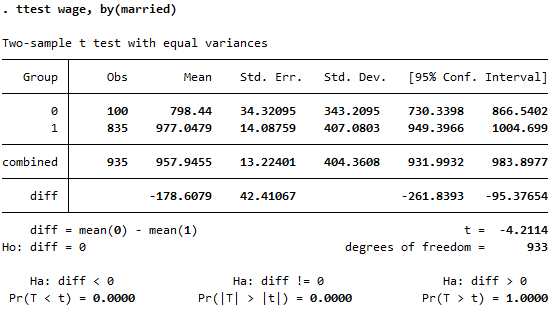 . ttest wage, by(married)
Two-sample t test with equal variances
Group Obs Mean Std. Err. Std. Dev. [95% Conf. Interval]
0 100 798.44 34.32095 343.2095 730.3398 866.5402
1 835 977.0479 14.08759 407.0803 949.3966 1004.699
combined 935 957.9455 13.22401 404.3608 931.9932 983.8977
diff -178.6079 42.41067 -261.8393 -95.37654
diff = mean(0) - mean(1) t = -4.2114
Ho: diff = 0 degrees of freedom = 933
Ha: diff < 0 Ha: diff != 0 Ha: diff > 0
Pr(T < t) = 0.0000 Pr(|T| > |t|) = 0.0000 Pr(T > t) = 1.0000